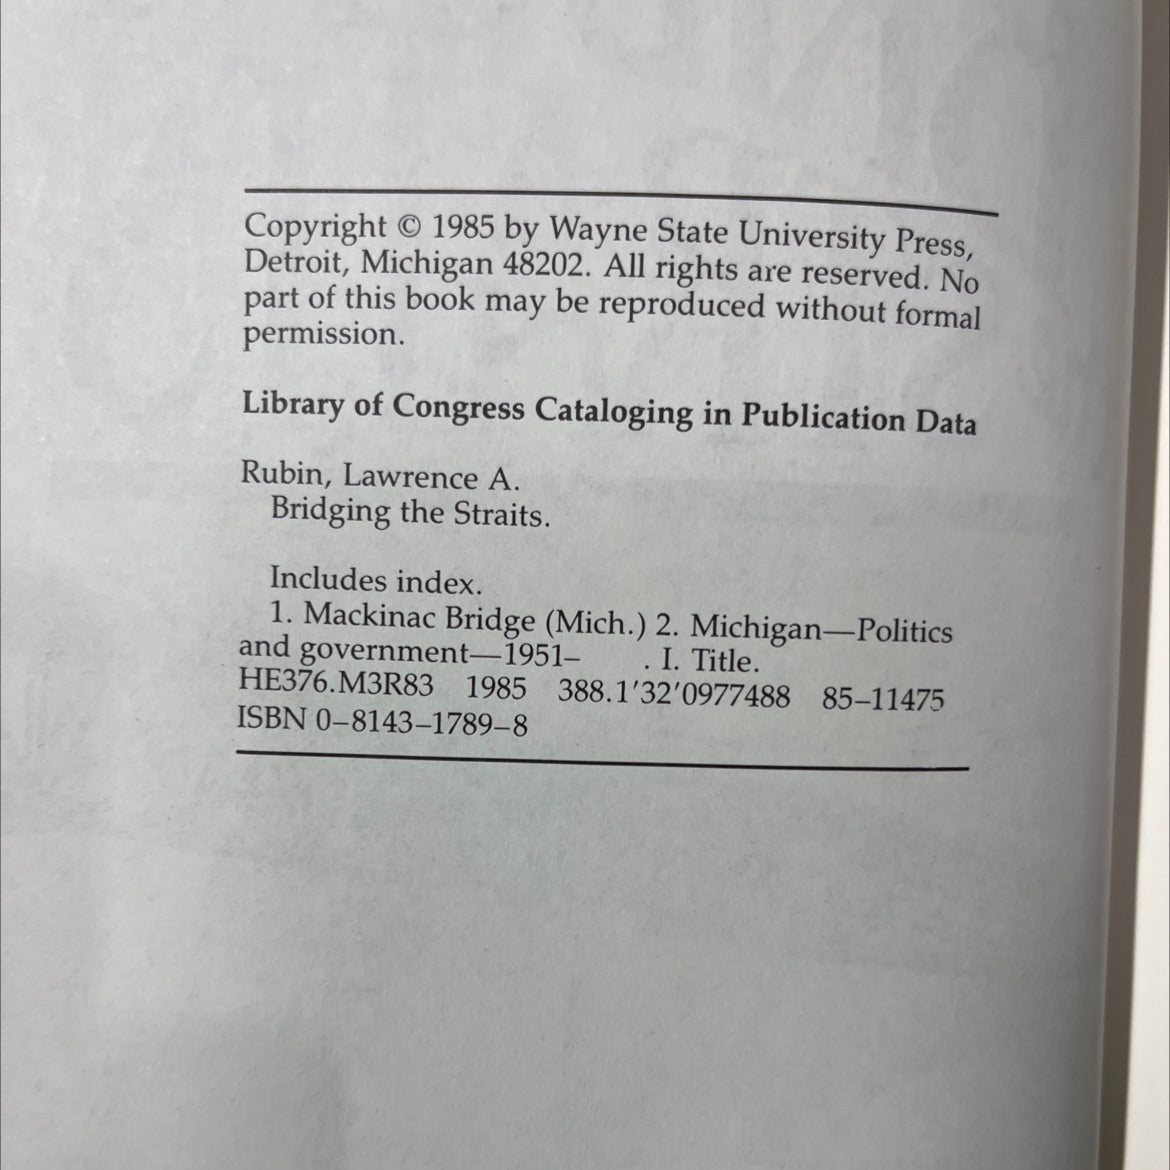 Copyright © 1985 by Wayne State University Press,
Detroit, Michigan 48202. All rights are reserved. No
part of this book may be reproduced without formal
permission.
Library of Congress Cataloging in Publication Data
Rubin, Lawrence A.
Bridging the Straits.
Includes index.
1. Mackinac Bridge (Mich.) 2. Michigan—Politics
and government—1951– . I. Title.
HE376.M3R83 1985 388.1'32'0977488 85–11475
ISBN 0–8143–1789–8